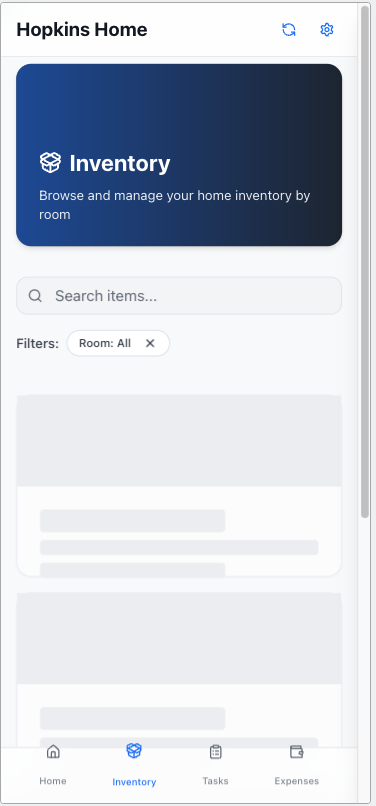 Hopkins Home
Inventory
Browse and manage your home inventory by
room
Search items...
Filters: Room: All
Home Inventory Tasks Expenses